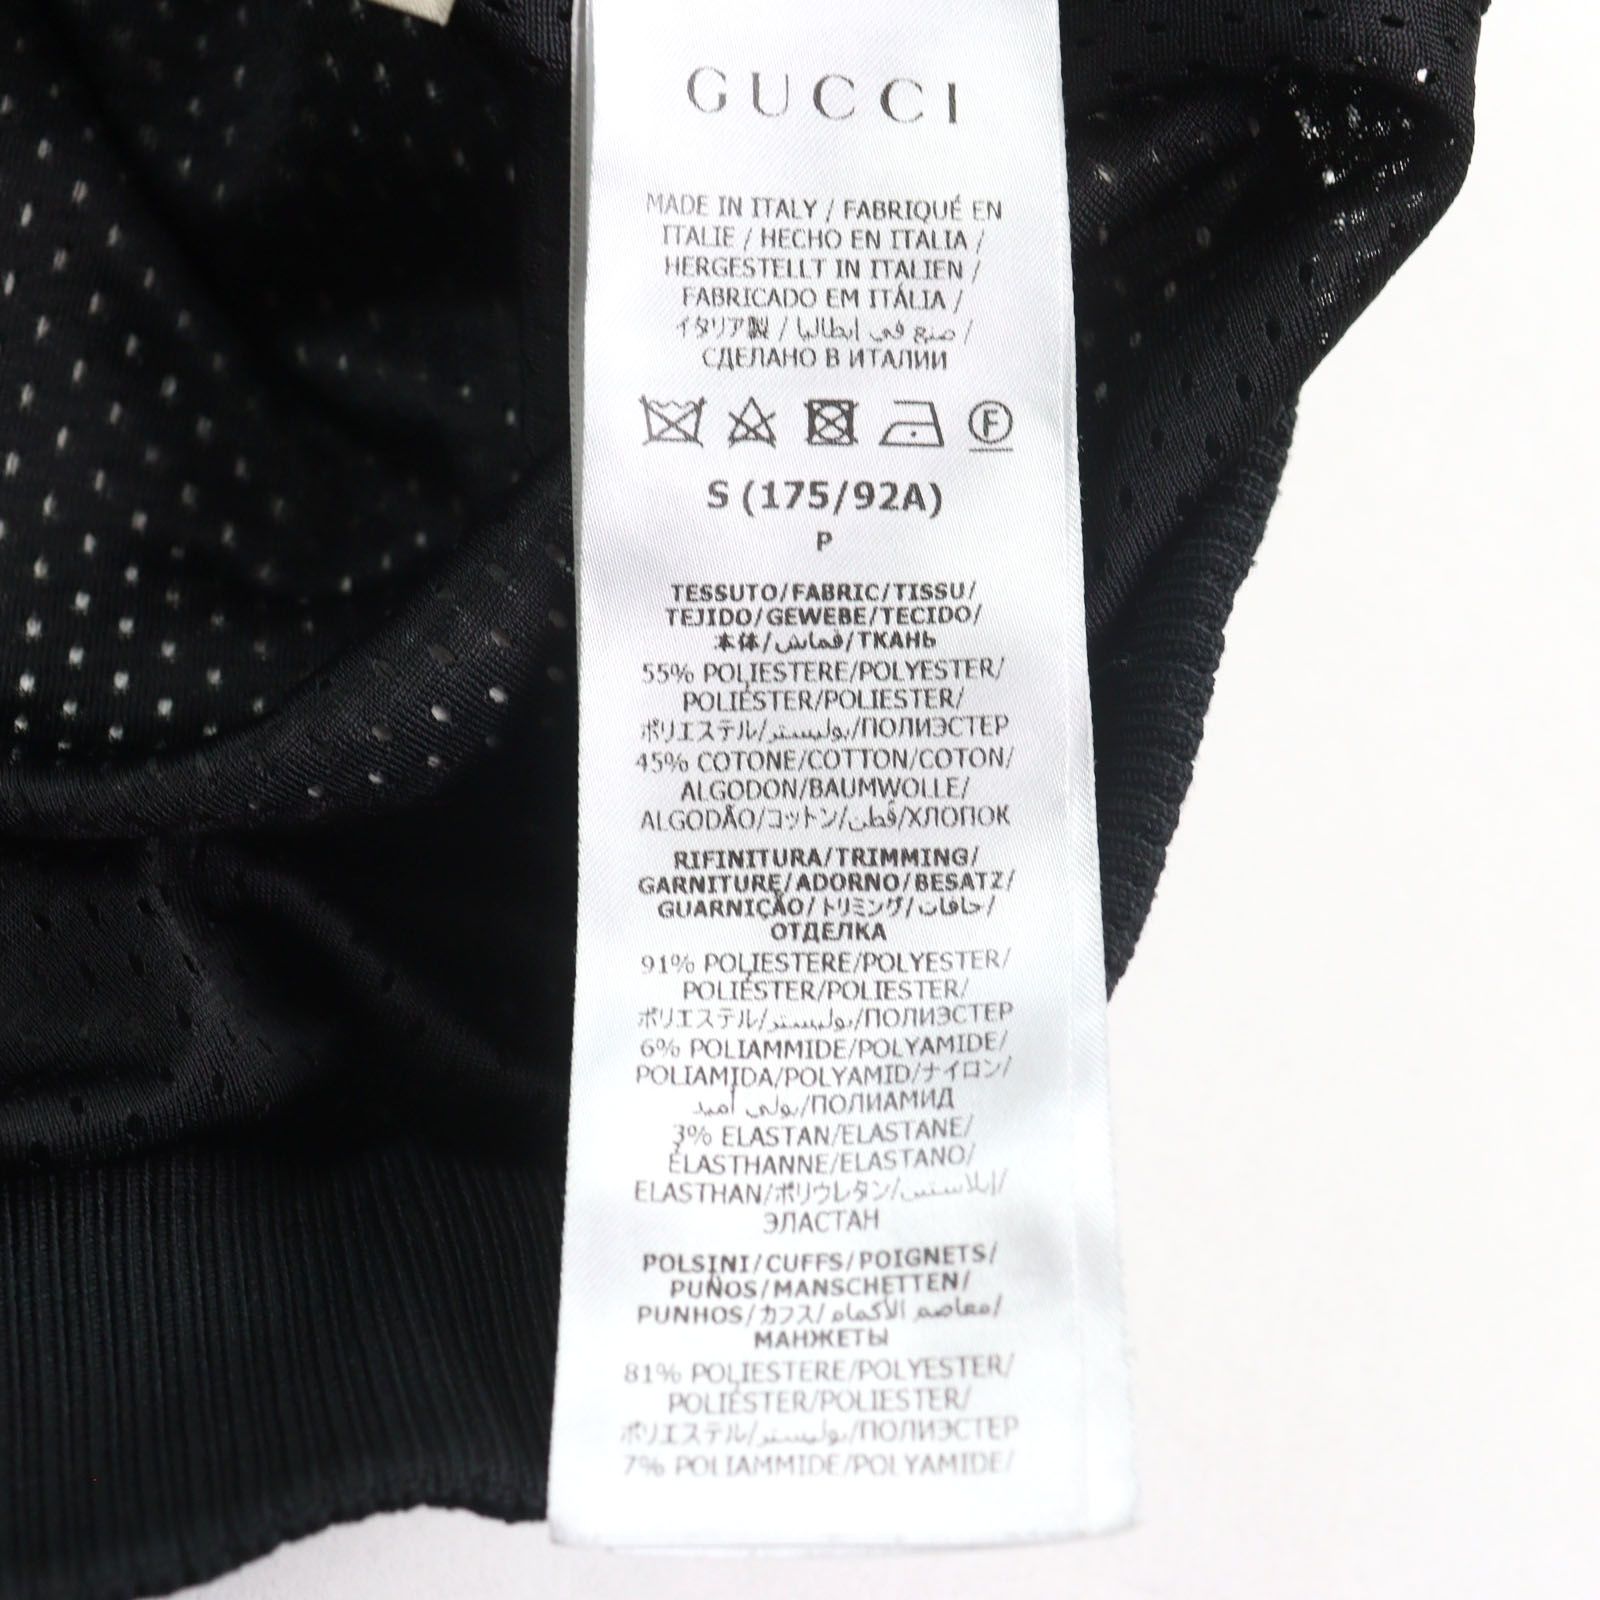 GUCCI
MADE IN ITALY / FABRIQUÉ EN
ITALIE / HECHO EN ITALIA /
HERGESTELLT IN ITALIEN /
FABRICADO EM ITÁLIA /
イタリア製 / صنع في ايطاليا /
СДЕЛАНО В ИТАЛИИ
F
S (175/92A)
P
TESSUTO/FABRIC/TISSU/
TEJIDO/GEWEBE/TECIDO/
本体/قماش/ТКАНЬ
55% POLIESTERE/POLYESTER/
POLIÉSTER/POLIESTER/
ポリエステル/بوليستر/ПОЛИЭСТЕР
45% COTONE/COTTON/COTON/
ALGODON/BAUMWOLLE/
ALGODÃO/コットン/قطن/ХЛОПОК
RIFINITURA/TRIMMING/
GARNITURE/ADORNO/BESATZ/
GUARNIÇÃO/トリミング/حافات/
ОТДЕЛКА
91% POLIESTERE/POLYESTER/
POLIÉSTER/POLIESTER/
ポリエステル/بوليستر/ПОЛИЭСТЕР
6% POLIAMMIDE/POLYAMIDE/
POLIAMIDA/POLYAMID/ナイロン/
بولي أميد/ПОЛИАМИД
3% ELASTAN/ELASTANE/
ÉLASTHANNE/ELASTANO/
ELASTHAN/ポリウレタン/إيلاستين/
ЭЛАСТАН
POLSINI/CUFFS/POIGNETS/
PUÑOS/MANSCHETTEN/
PUNHOS/カフス/معاصم الأكمام/
МАНЖЕТЫ
81% POLIESTERE/POLYESTER/
POLIÉSTER/POLIESTER/
ポリエステル/بوليستر/ПОЛИЭСТЕР
7% POLIAMMIDE/POLYAMIDE/